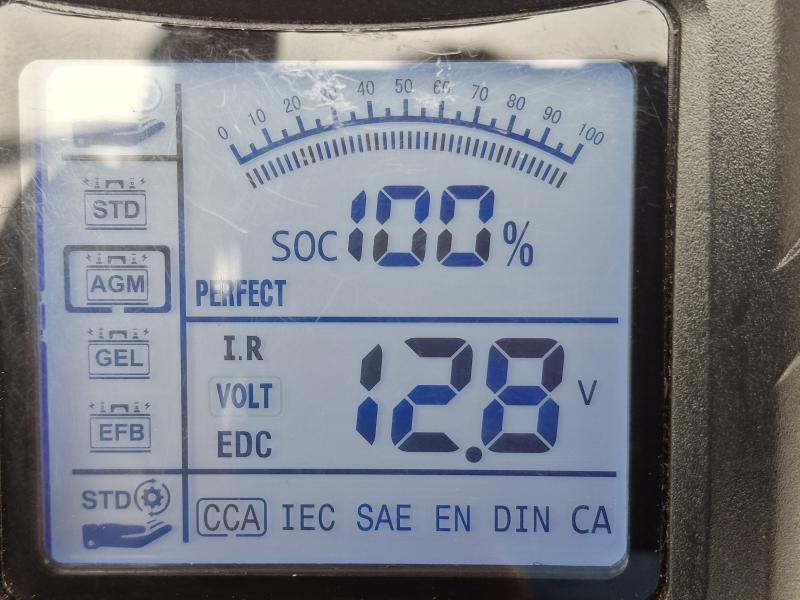 0 10 20 30 40 50 60 70 80 90 100
STD
SOC 100 %
AGM
PERFECT
GEL
I.R
VOLT
12.8 V
EFB
EDC
STD
CCA IEC SAE EN DIN CA